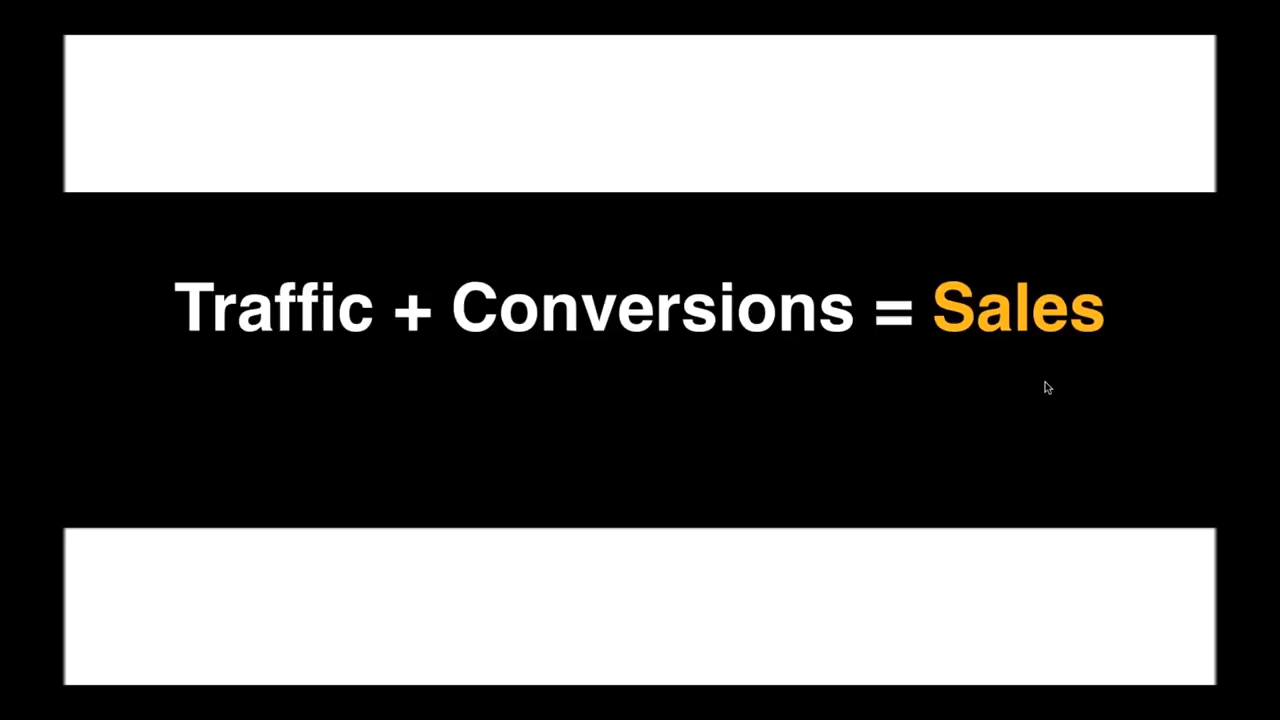 Traffic + Conversions = Sales